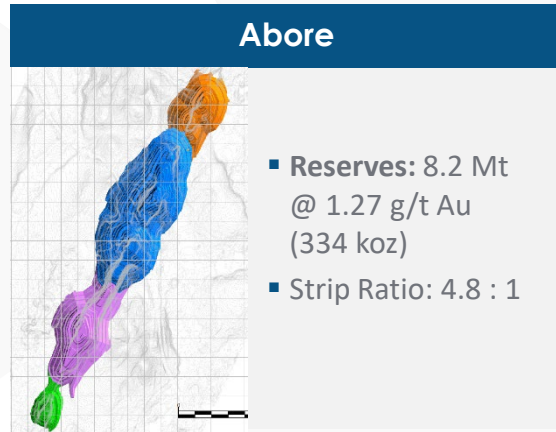 Abore
▪ Reserves: 8.2 Mt
@ 1.27 g/t Au
(334 koz)
▪ Strip Ratio: 4.8 : 1